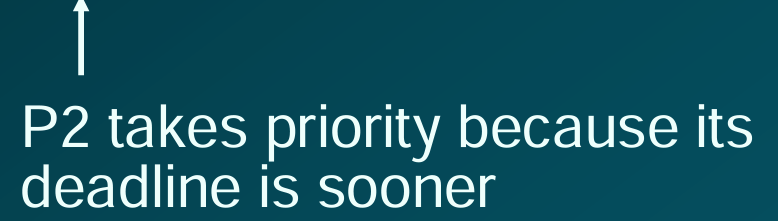 P2 takes priority because its
deadline is sooner